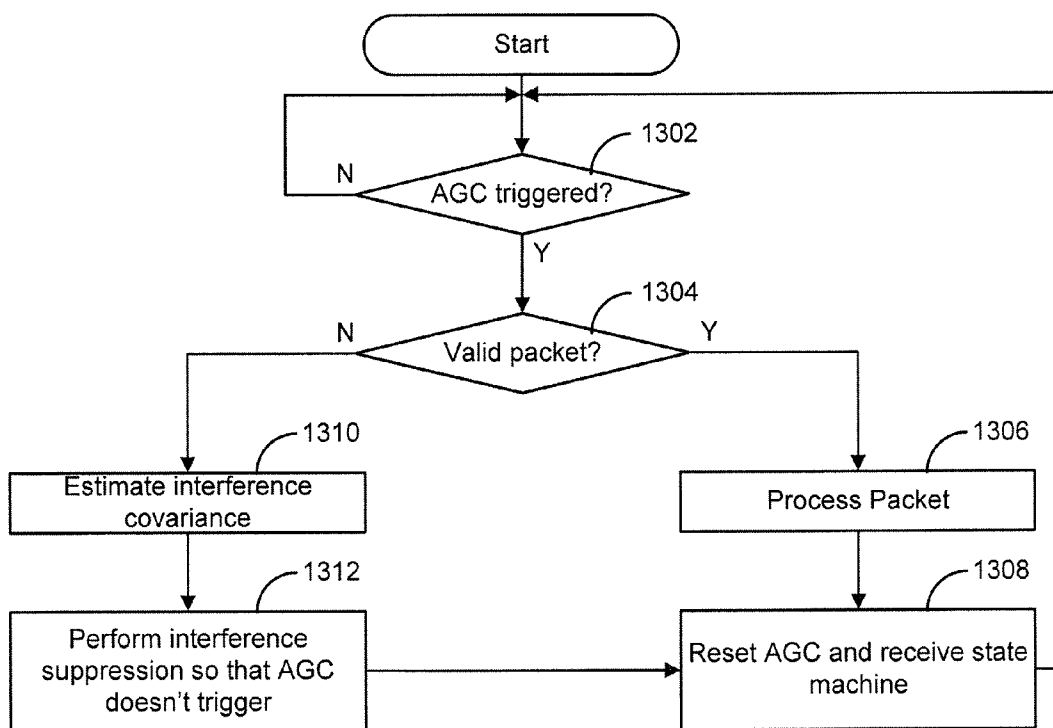 Start
1302
N
AGC triggered?
Y
1304
N
Y
Valid packet?
1310
1306
Estimate interference
covariance
Process Packet
1312
1308
Perform interference
suppression so that AGC
doesn't trigger
Reset AGC and receive state
machine